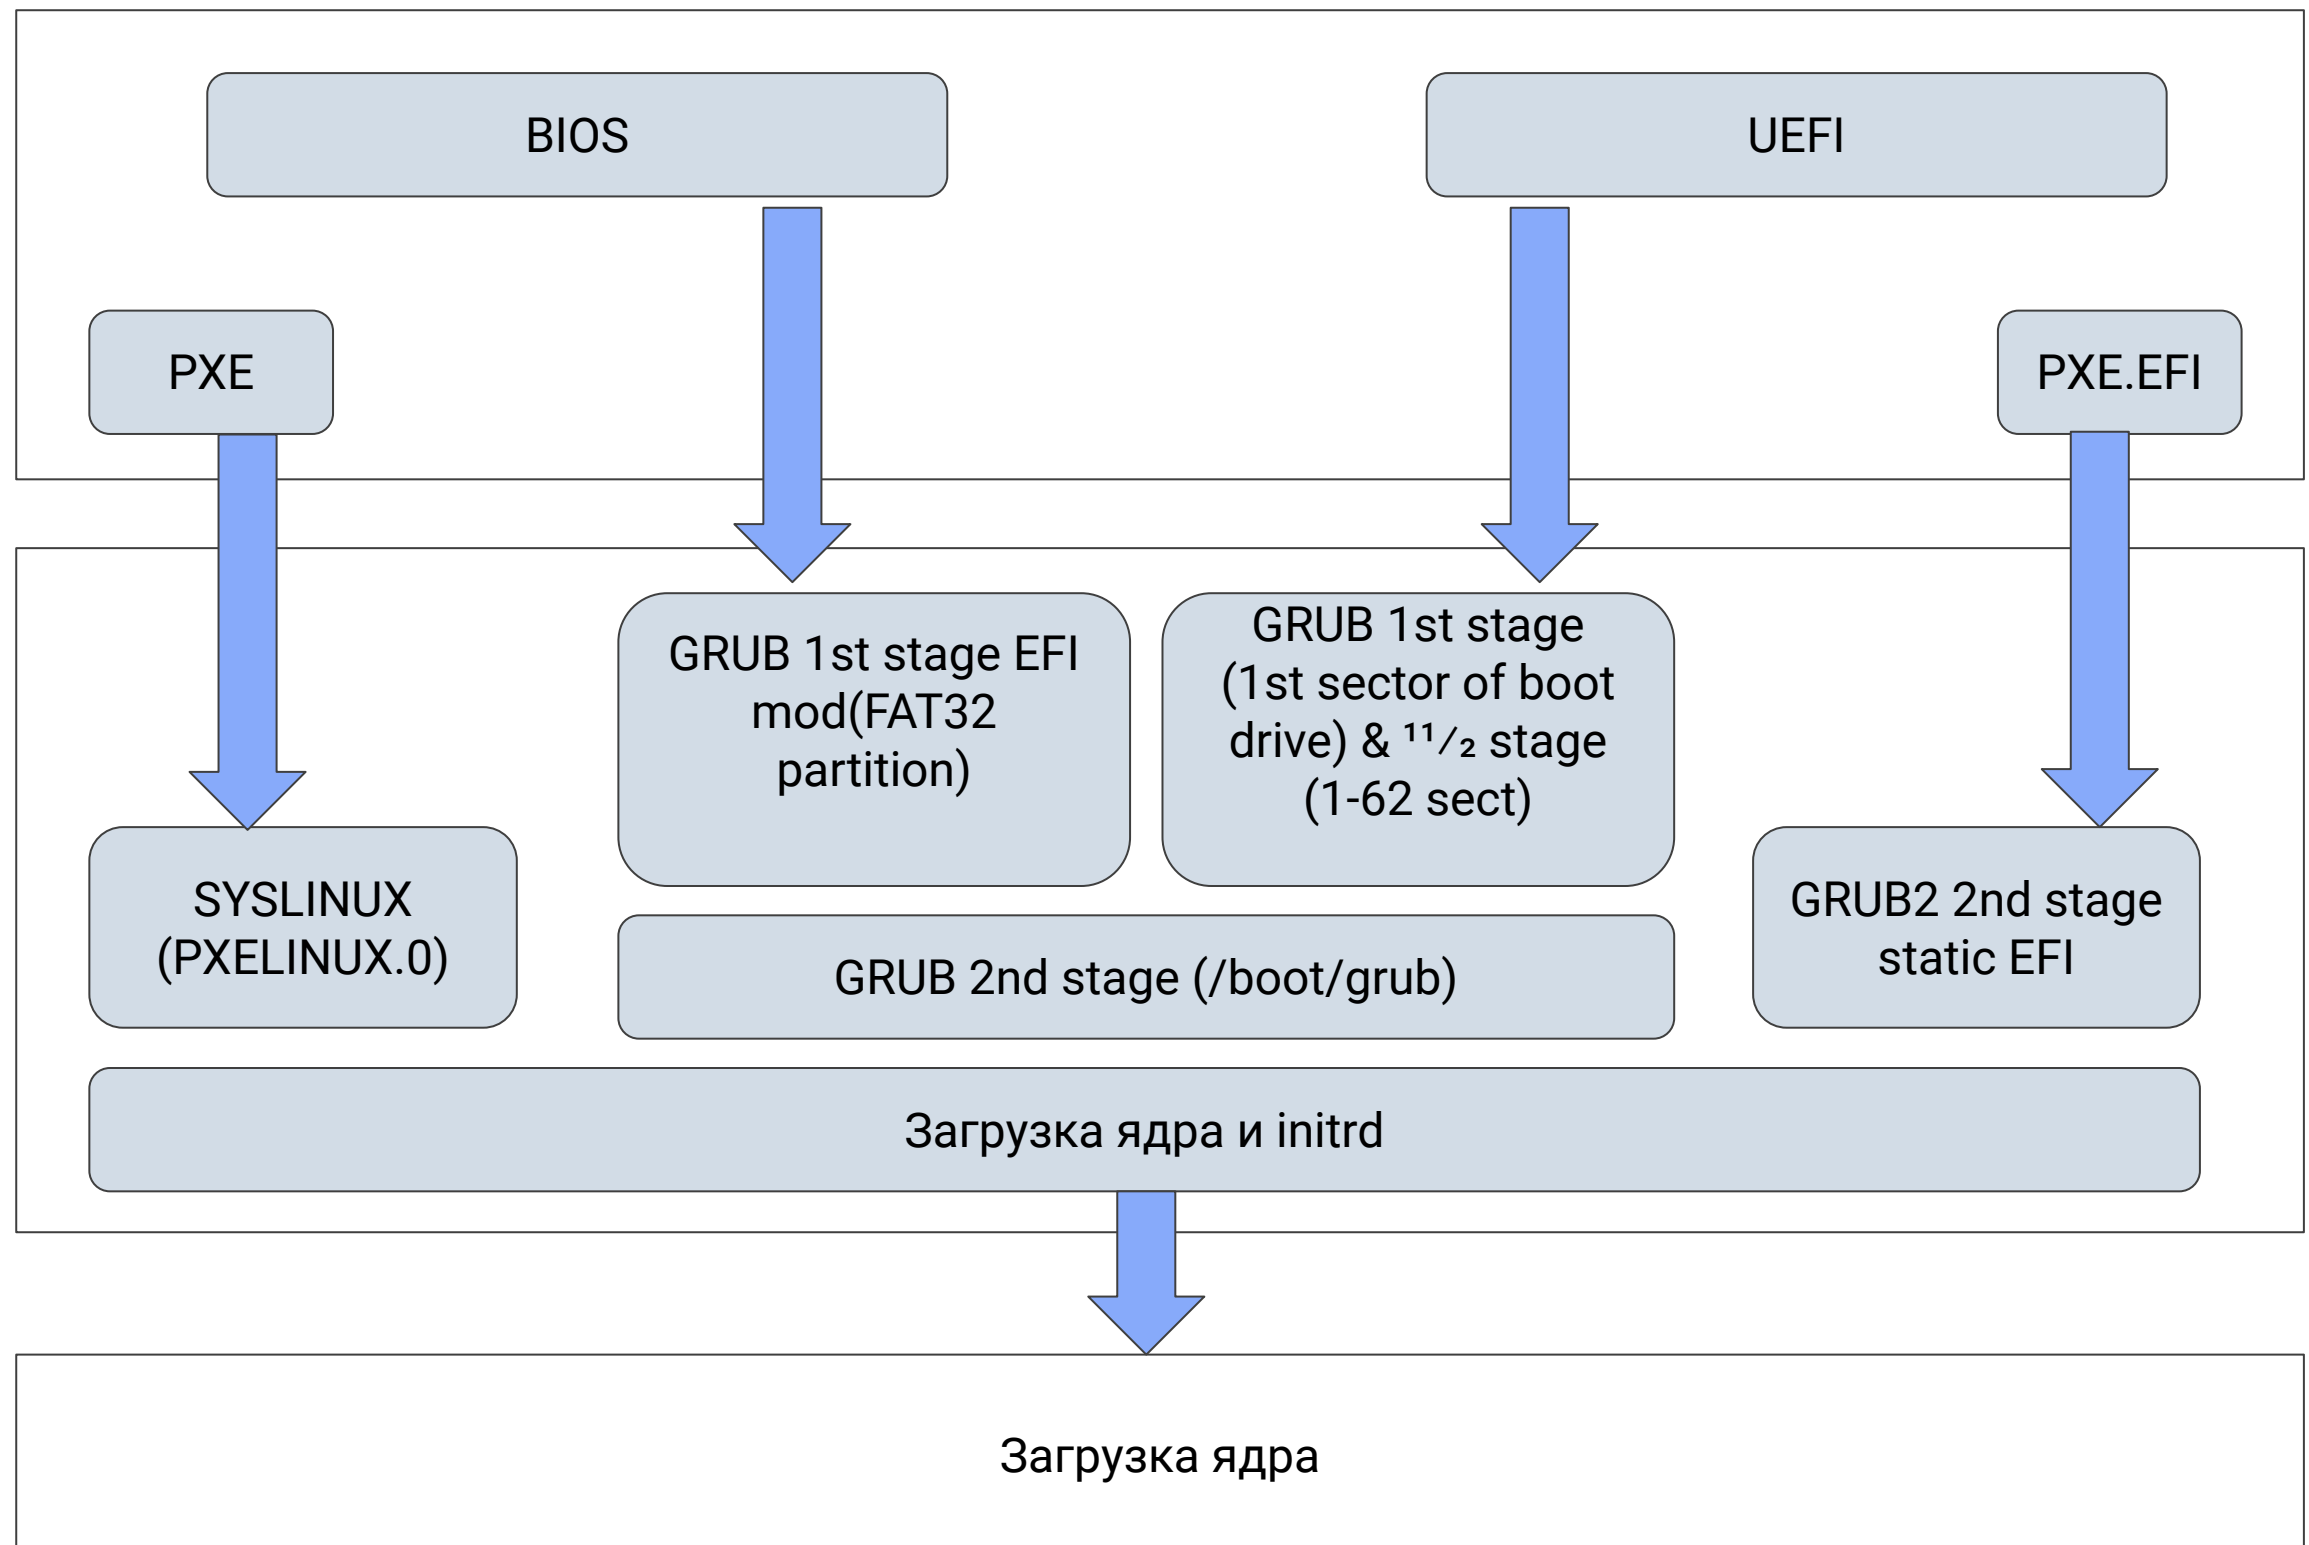 BIOS
UEFI
PXE
PXE.EFI
GRUB 1st stage EFI
mod(FAT32
partition)
GRUB 1st stage
(1st sector of boot
drive) & ¹¹⁄₂ stage
(1-62 sect)
SYSLINUX
(PXELINUX.0)
GRUB 2nd stage (/boot/grub)
GRUB2 2nd stage
static EFI
Загрузка ядра и initrd
Загрузка ядра